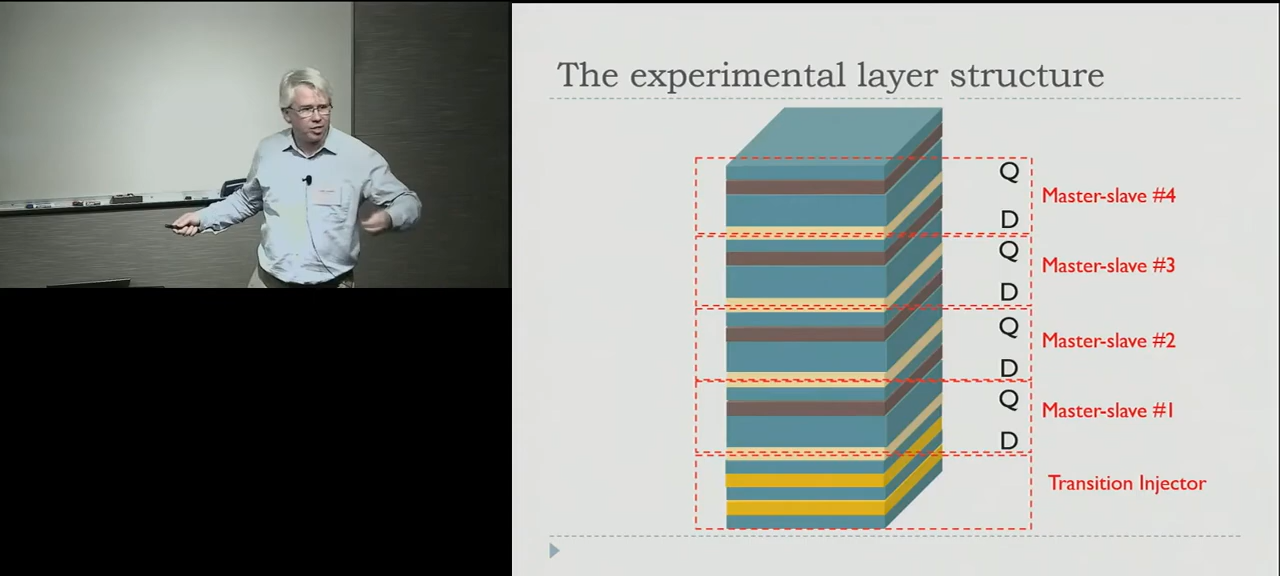 The experimental layer structure
Q
Master-slave #4
D
Q
Master-slave #3
D
Q
Master-slave #2
D
Q
Master-slave #1
D
Transition Injector